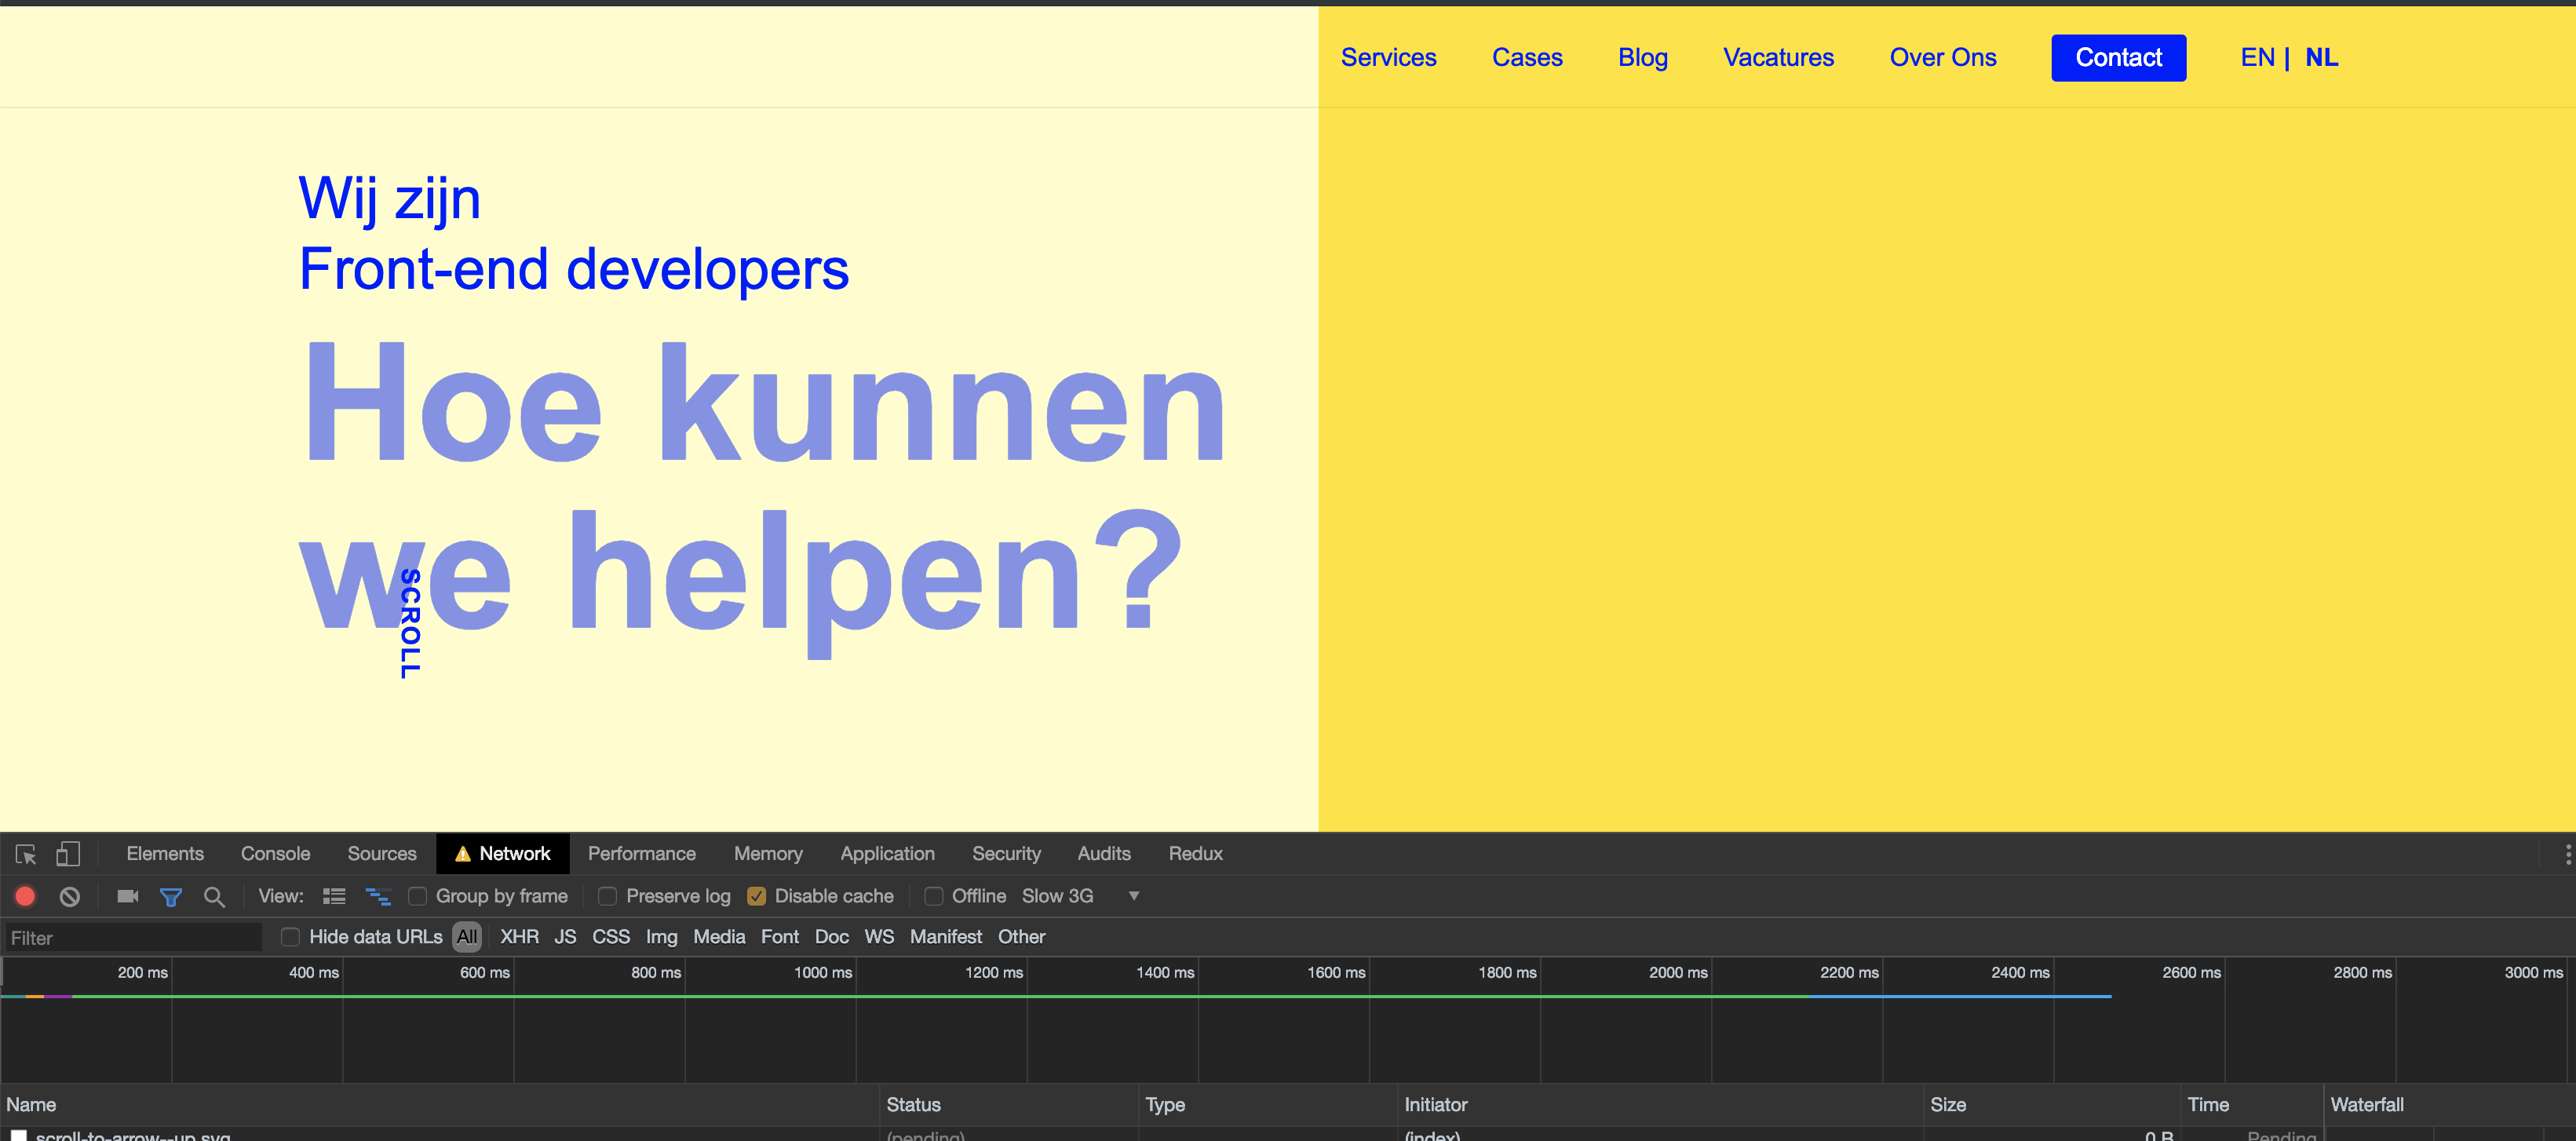 Services Cases Blog Vacatures Over Ons Contact EN | NL
Wij zijn
Front-end developers
Hoe kunnen
we helpen?
SCROLL
Elements Console Sources Network Performance Memory Application Security Audits Redux
View: Group by frame Preserve log Disable cache Offline Slow 3G
Filter Hide data URLs All XHR JS CSS Img Media Font Doc WS Manifest Other
200 ms 400 ms 600 ms 800 ms 1000 ms 1200 ms 1400 ms 1600 ms 1800 ms 2000 ms 2200 ms 2400 ms 2600 ms 2800 ms 3000 ms
Name Status Type Initiator Size Time Waterfall
scroll-to-arrow--up.svg (pending) (index) 0 B Pending